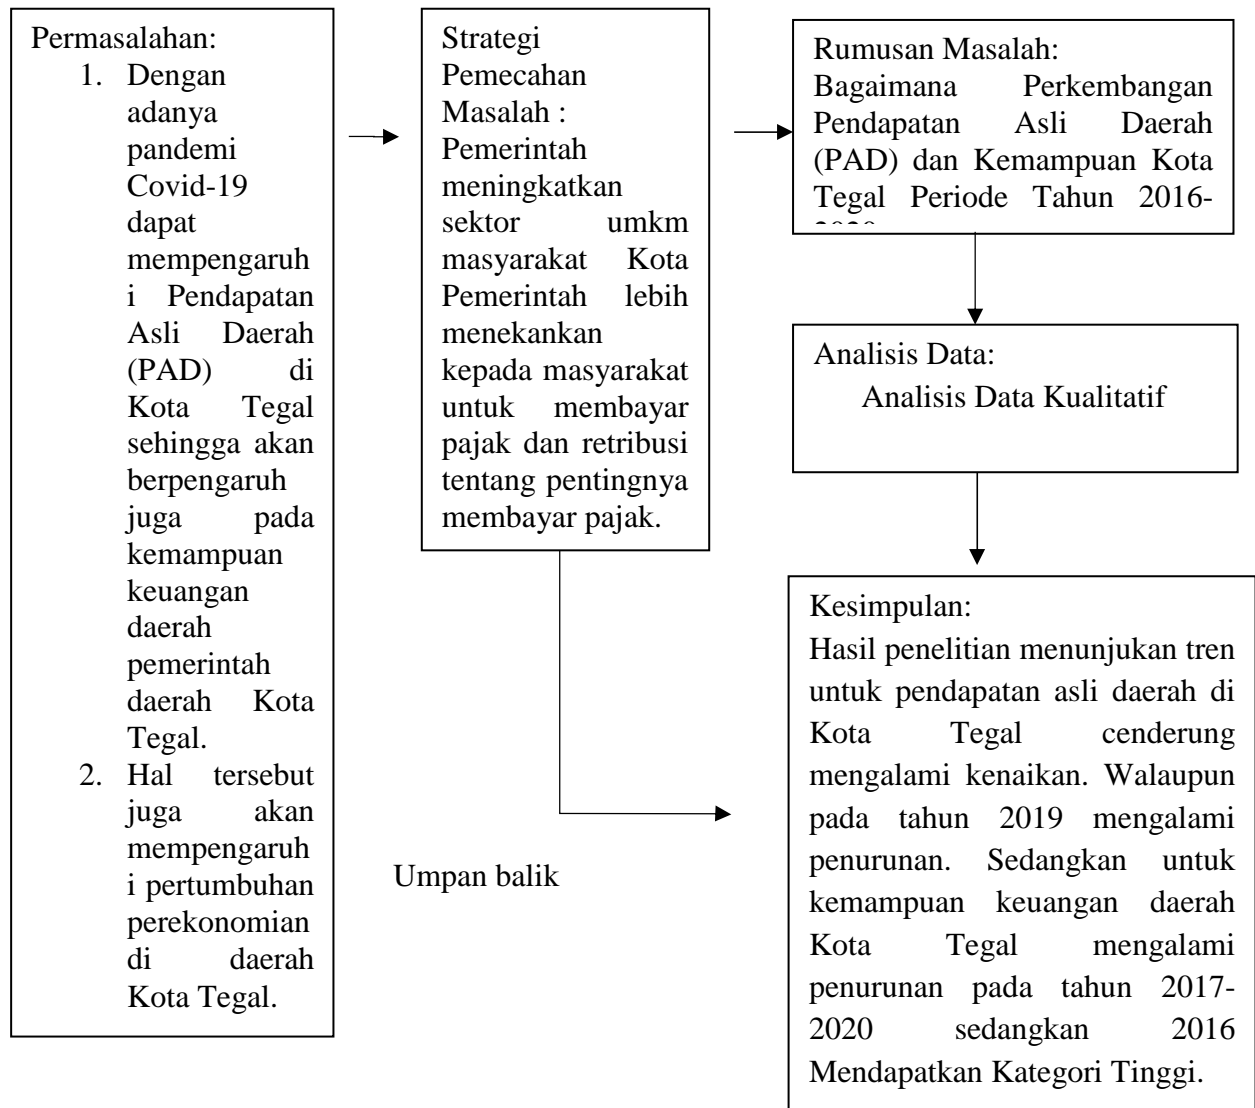 Permasalahan:
1. Dengan
adanya
pandemi
Covid-19
dapat
mempengaruh
i Pendapatan
Asli Daerah
(PAD) di
Kota Tegal
sehingga akan
berpengaruh
juga pada
kemampuan
keuangan
daerah
pemerintah
daerah Kota
Tegal.
2. Hal tersebut
juga akan
mempengaruh
i pertumbuhan
perekonomian
di daerah
Kota Tegal.
Strategi
Pemecahan
Masalah :
Pemerintah
meningkatkan
sektor umkm
masyarakat Kota
Pemerintah lebih
menekankan
kepada masyarakat
untuk membayar
pajak dan retribusi
tentang pentingnya
membayar pajak.
Rumusan Masalah:
Bagaimana Perkembangan
Pendapatan Asli Daerah
(PAD) dan Kemampuan Kota
Tegal Periode Tahun 2016-
Analisis Data:
Analisis Data Kualitatif
Kesimpulan:
Hasil penelitian menunjukan tren
untuk pendapatan asli daerah di
Kota Tegal cenderung
mengalami kenaikan. Walaupun
pada tahun 2019 mengalami
penurunan. Sedangkan untuk
kemampuan keuangan daerah
Kota Tegal mengalami
penurunan pada tahun 2017-
2020 sedangkan 2016
Mendapatkan Kategori Tinggi.
Umpan balik